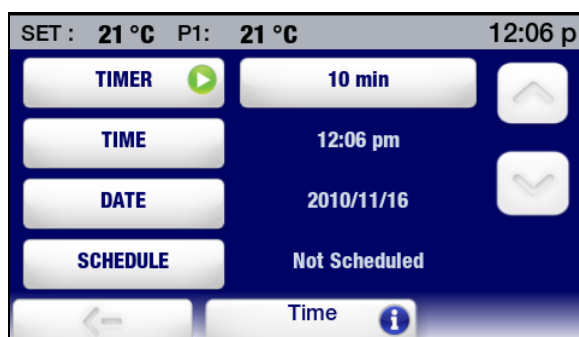 SET : 21 °C P1: 21 °C 12:06 p
TIMER 10 min
TIME 12:06 pm
DATE 2010/11/16
SCHEDULE Not Scheduled
Time i